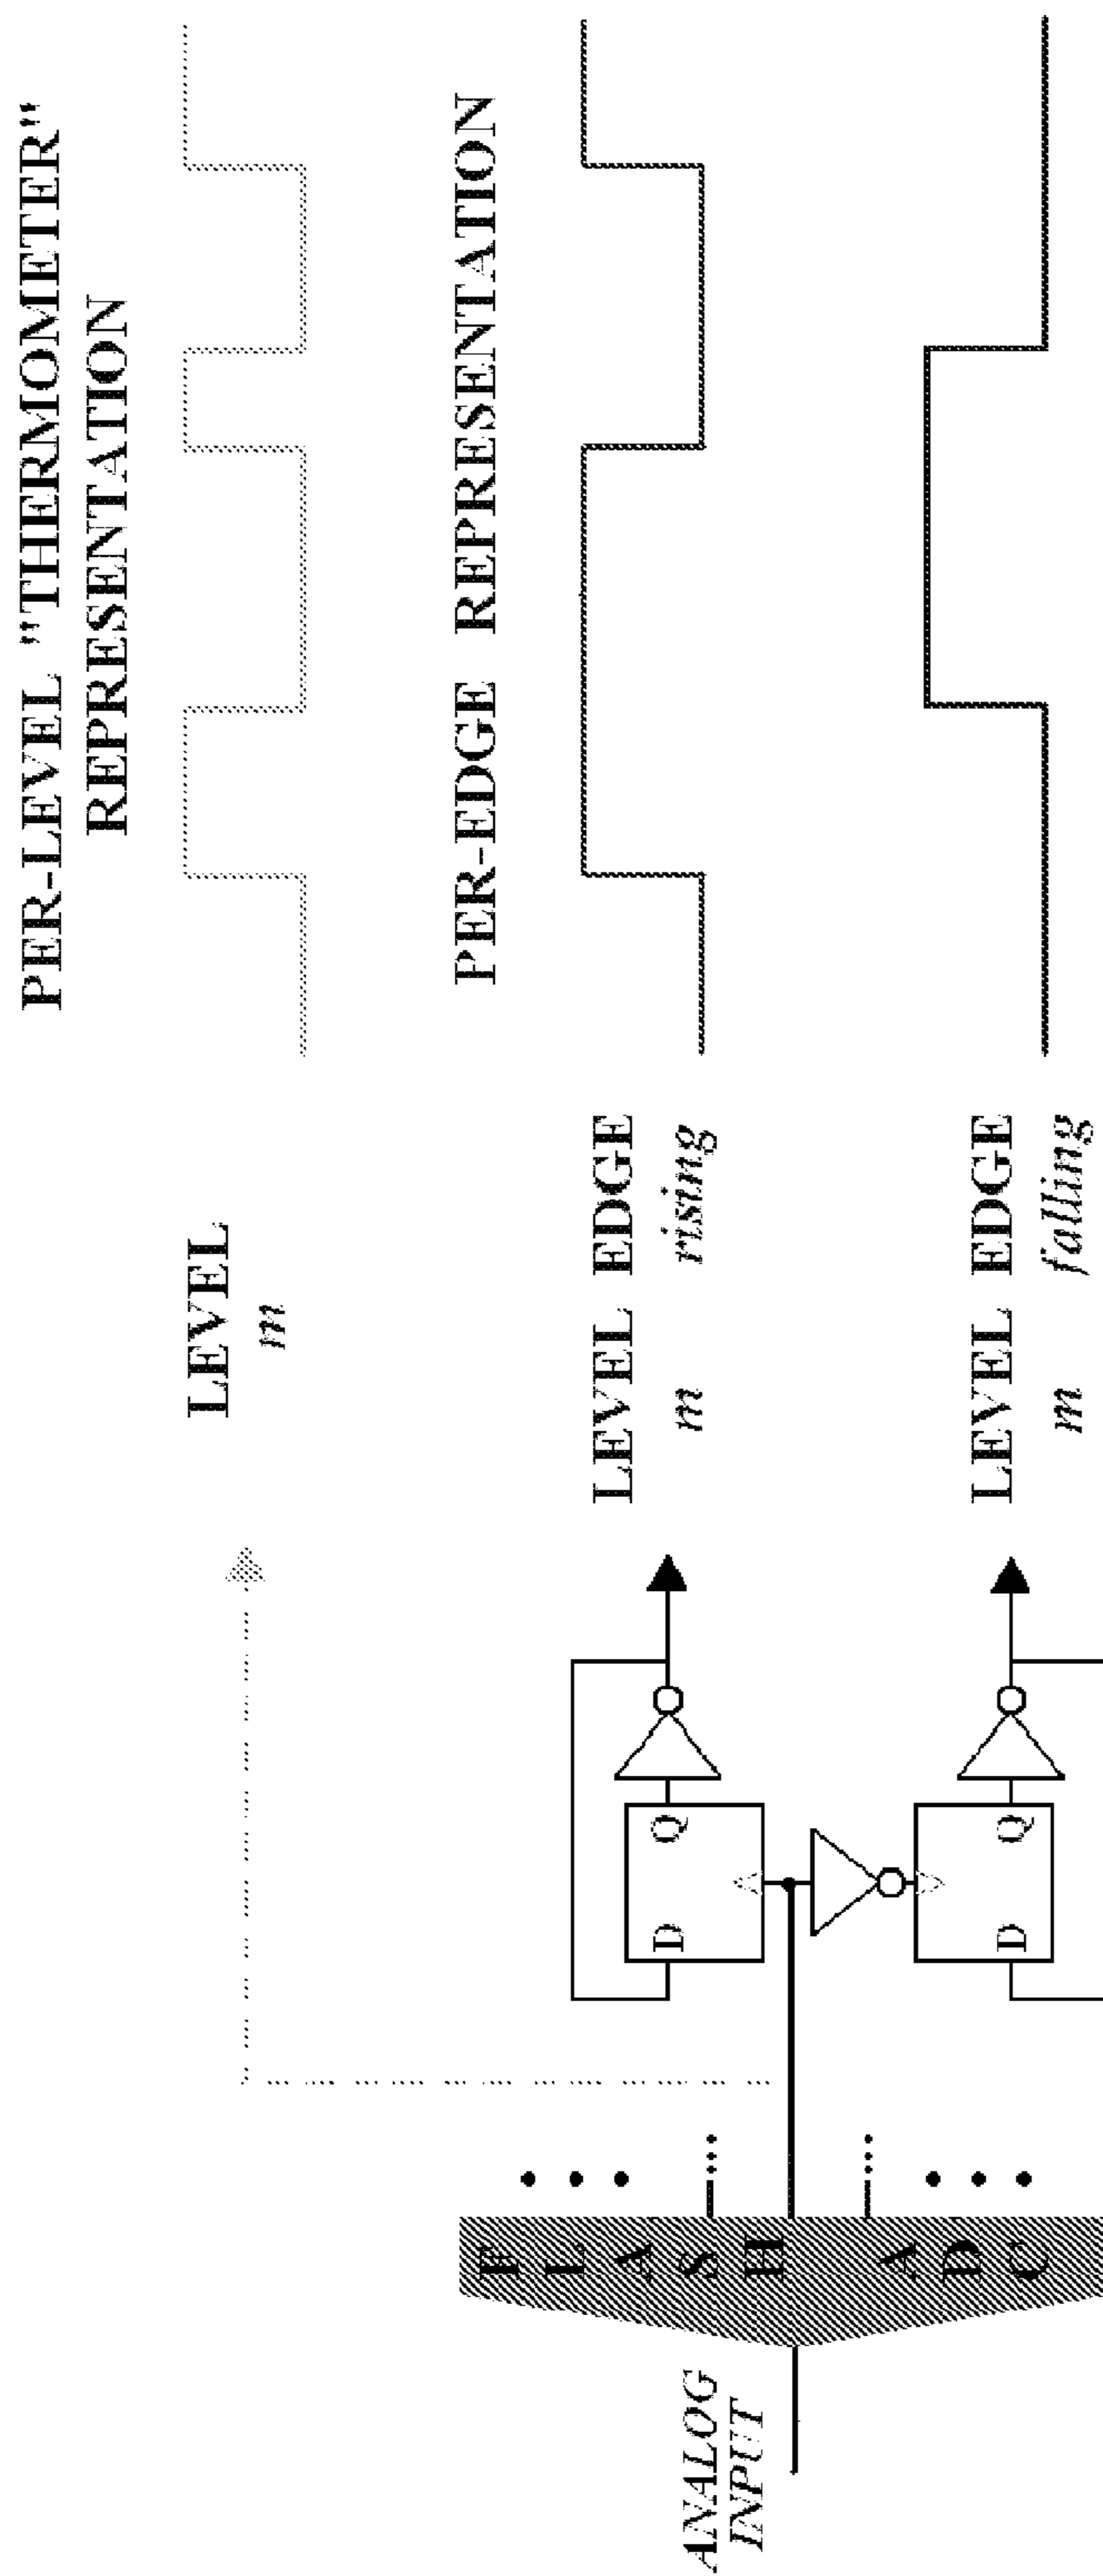 PER-LEVEL "THERMOMETER"
REPRESENTATION
LEVEL
m
PER-EDGE REPRESENTATION
LEVEL EDGE
m rising
LEVEL EDGE
m falling
D Q
D Q
FLASH ADC
ANALOG
INPUT